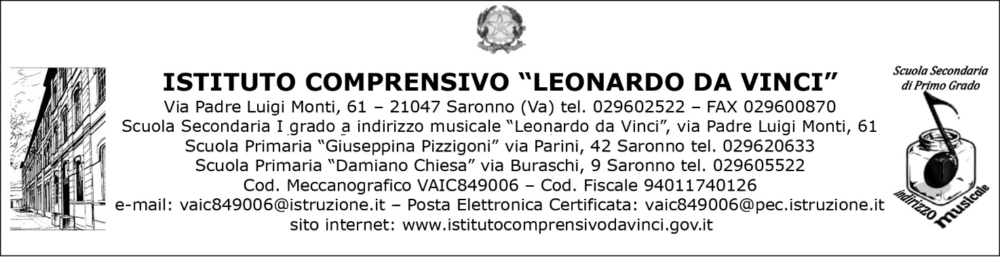 ISTITUTO COMPRENSIVO “LEONARDO DA VINCI”
Via Padre Luigi Monti, 61 – 21047 Saronno (Va) tel. 029602522 – FAX 029600870
Scuola Secondaria I grado a indirizzo musicale “Leonardo da Vinci”, via Padre Luigi Monti, 61
Scuola Primaria “Giuseppina Pizzigoni” via Parini, 42 Saronno tel. 029620633
Scuola Primaria “Damiano Chiesa” via Buraschi, 9 Saronno tel. 029605522
Cod. Meccanografico VAIC849006 – Cod. Fiscale 94011740126
e-mail: vaic849006@istruzione.it – Posta Elettronica Certificata: vaic849006@pec.istruzione.it
sito internet: www.istitutocomprensivodavinci.gov.it
Scuola Secondaria
di Primo Grado
indirizzo
musicale